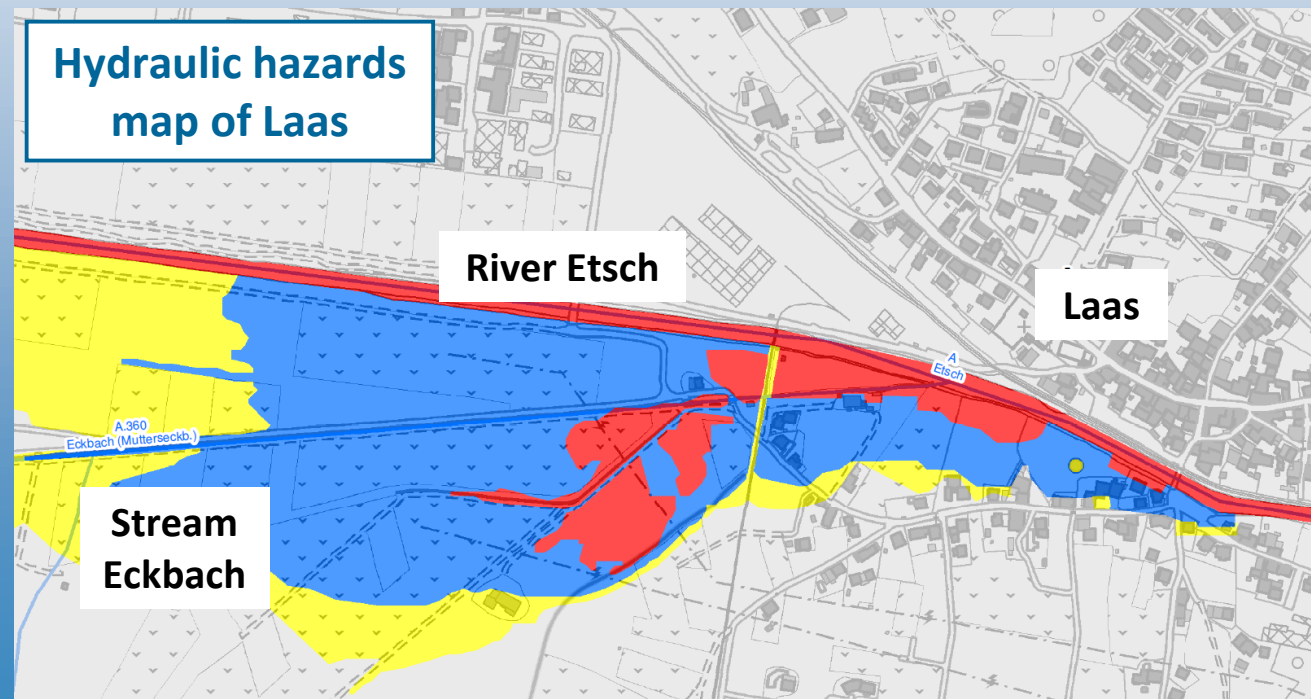 Hydraulic hazards
map of Laas
River Etsch
Laas
A
Etsch
A.360
Eckbach (Mutterseckb.)
Stream
Eckbach